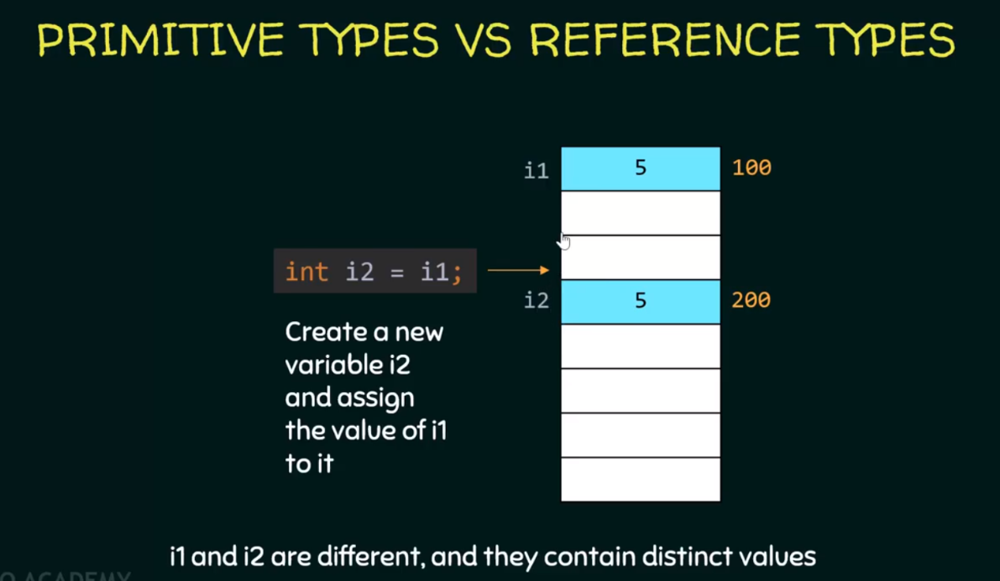 PRIMITIVE TYPES VS REFERENCE TYPES
i1 5 100
int i2 = i1;
i2 5 200
Create a new
variable i2
and assign
the value of i1
to it
i1 and i2 are different, and they contain distinct values
ACADEMY